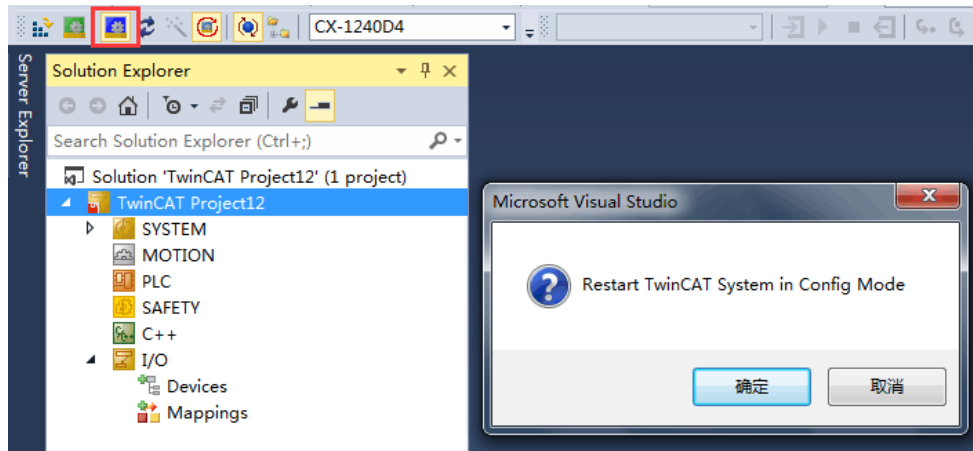 CX-1240D4
Server Explorer
Solution Explorer
Search Solution Explorer (Ctrl+;)
Solution 'TwinCAT Project12' (1 project)
TwinCAT Project12
SYSTEM
MOTION
PLC
SAFETY
C++
I/O
Devices
Mappings
Microsoft Visual Studio
Restart TwinCAT System in Config Mode
确定
取消